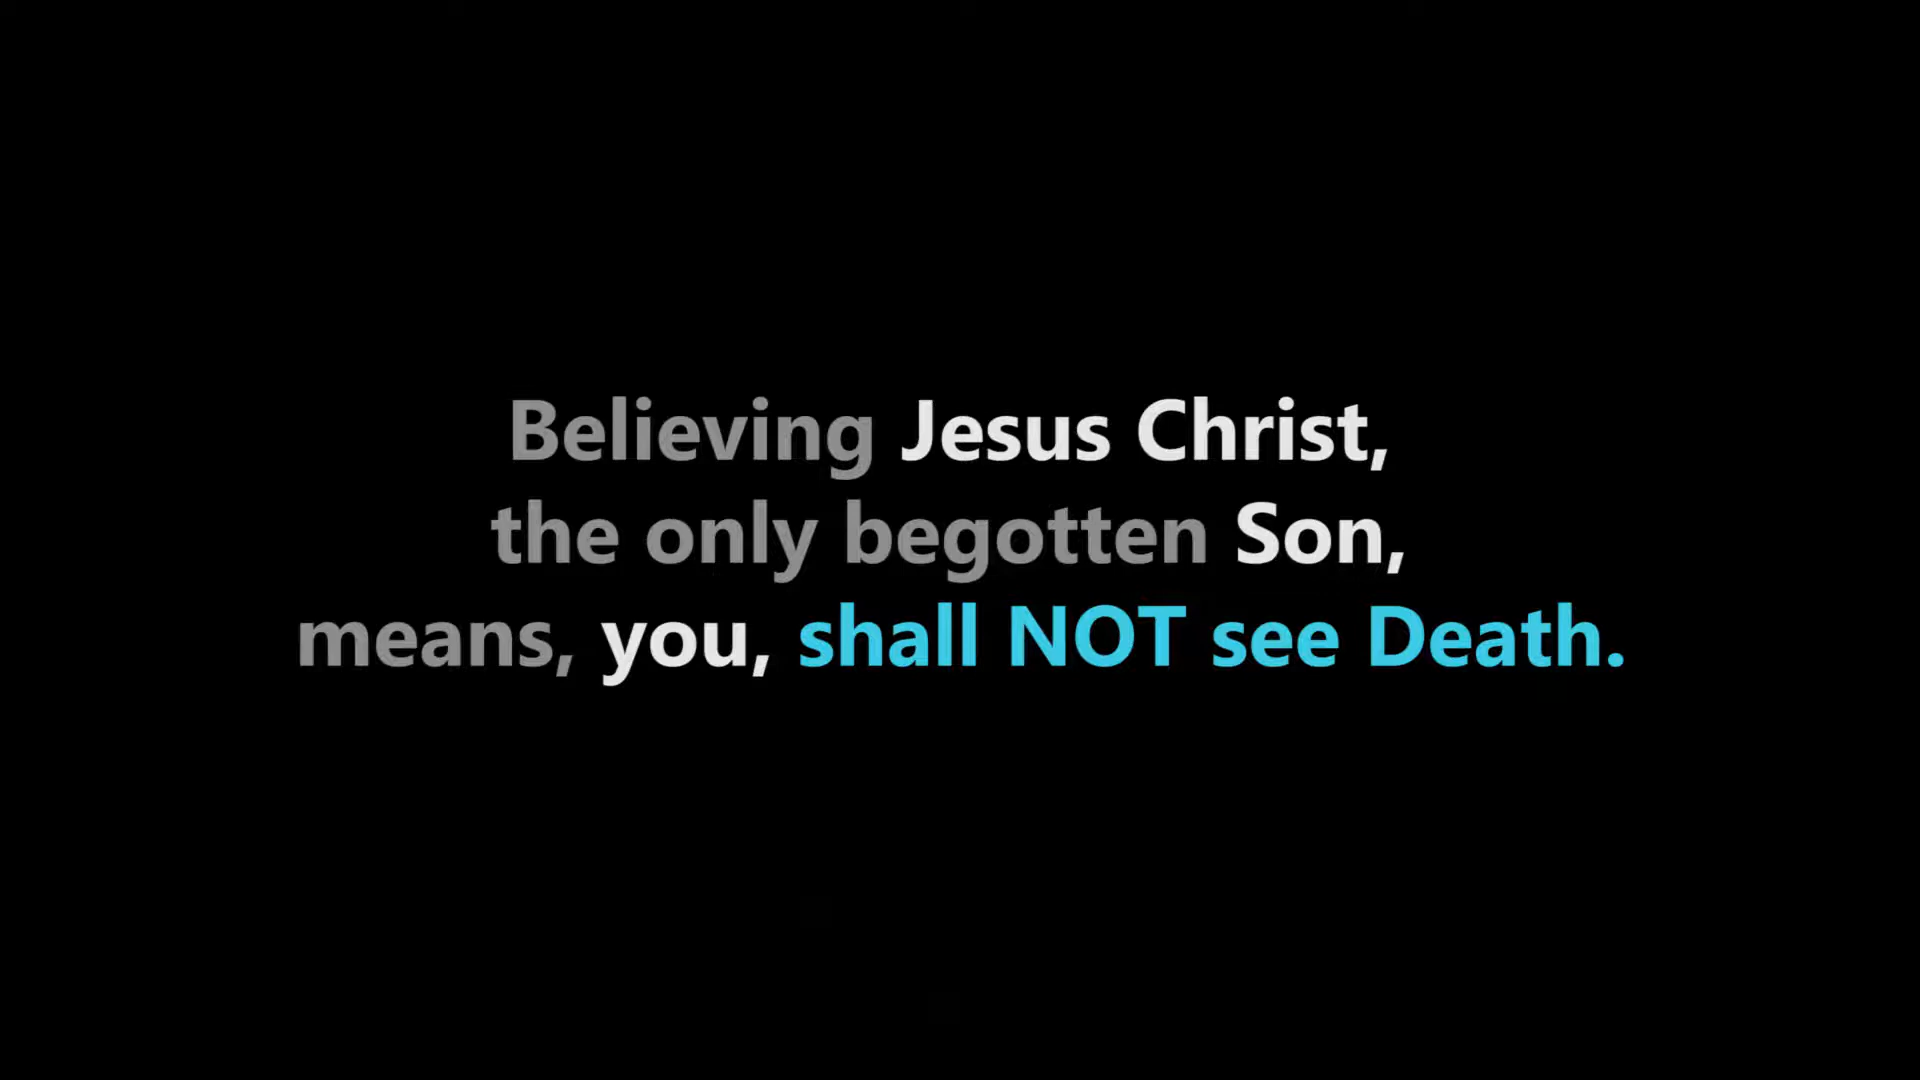 Believing Jesus Christ,
the only begotten Son,
means, you, shall NOT see Death.